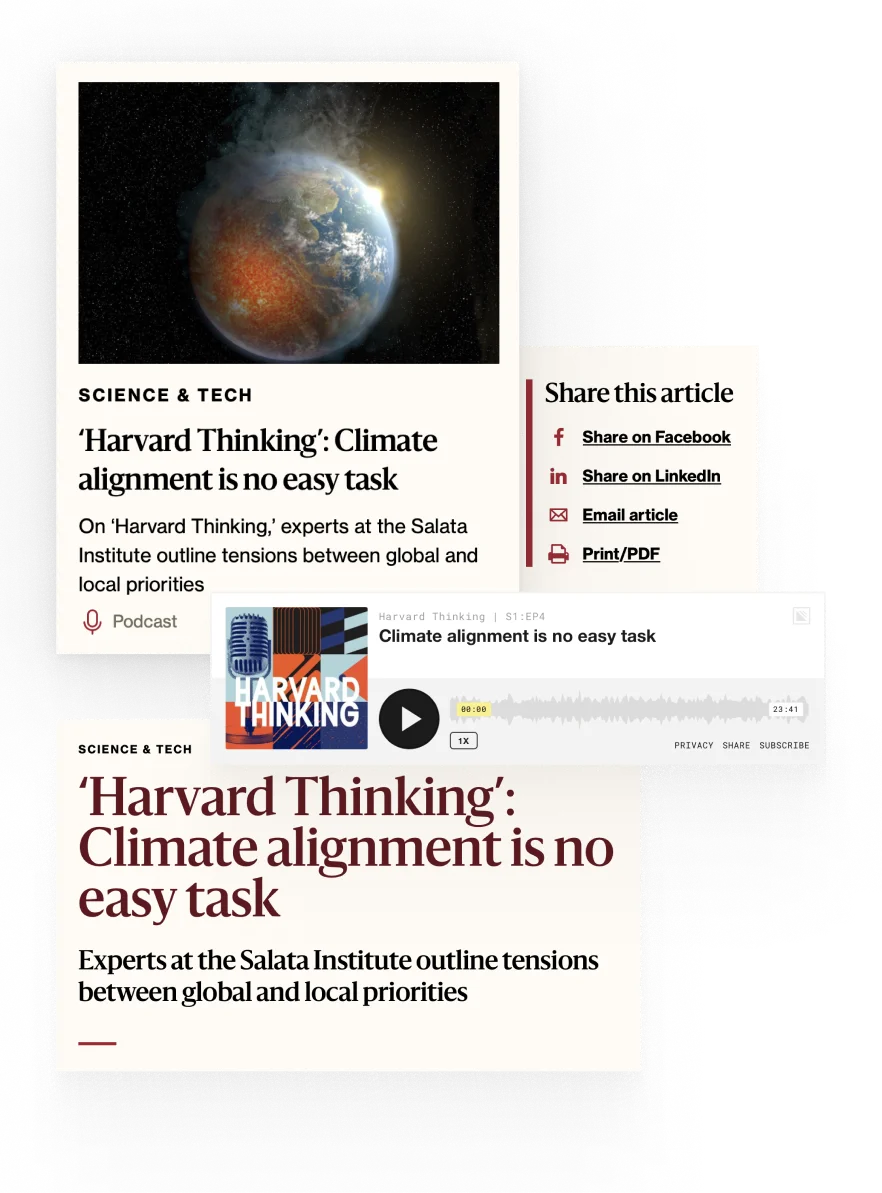 SCIENCE & TECH
‘Harvard Thinking’: Climate
alignment is no easy task
On ‘Harvard Thinking,’ experts at the Salata
Institute outline tensions between global and
local priorities
Podcast
Share this article
Share on Facebook
Share on LinkedIn
Email article
Print/PDF
Harvard Thinking | S1:EP4
Climate alignment is no easy task
HARVARD
THINKING
00:00
23:41
1X
PRIVACY SHARE SUBSCRIBE
SCIENCE & TECH
‘Harvard Thinking’:
Climate alignment is no
easy task
Experts at the Salata Institute outline tensions
between global and local priorities